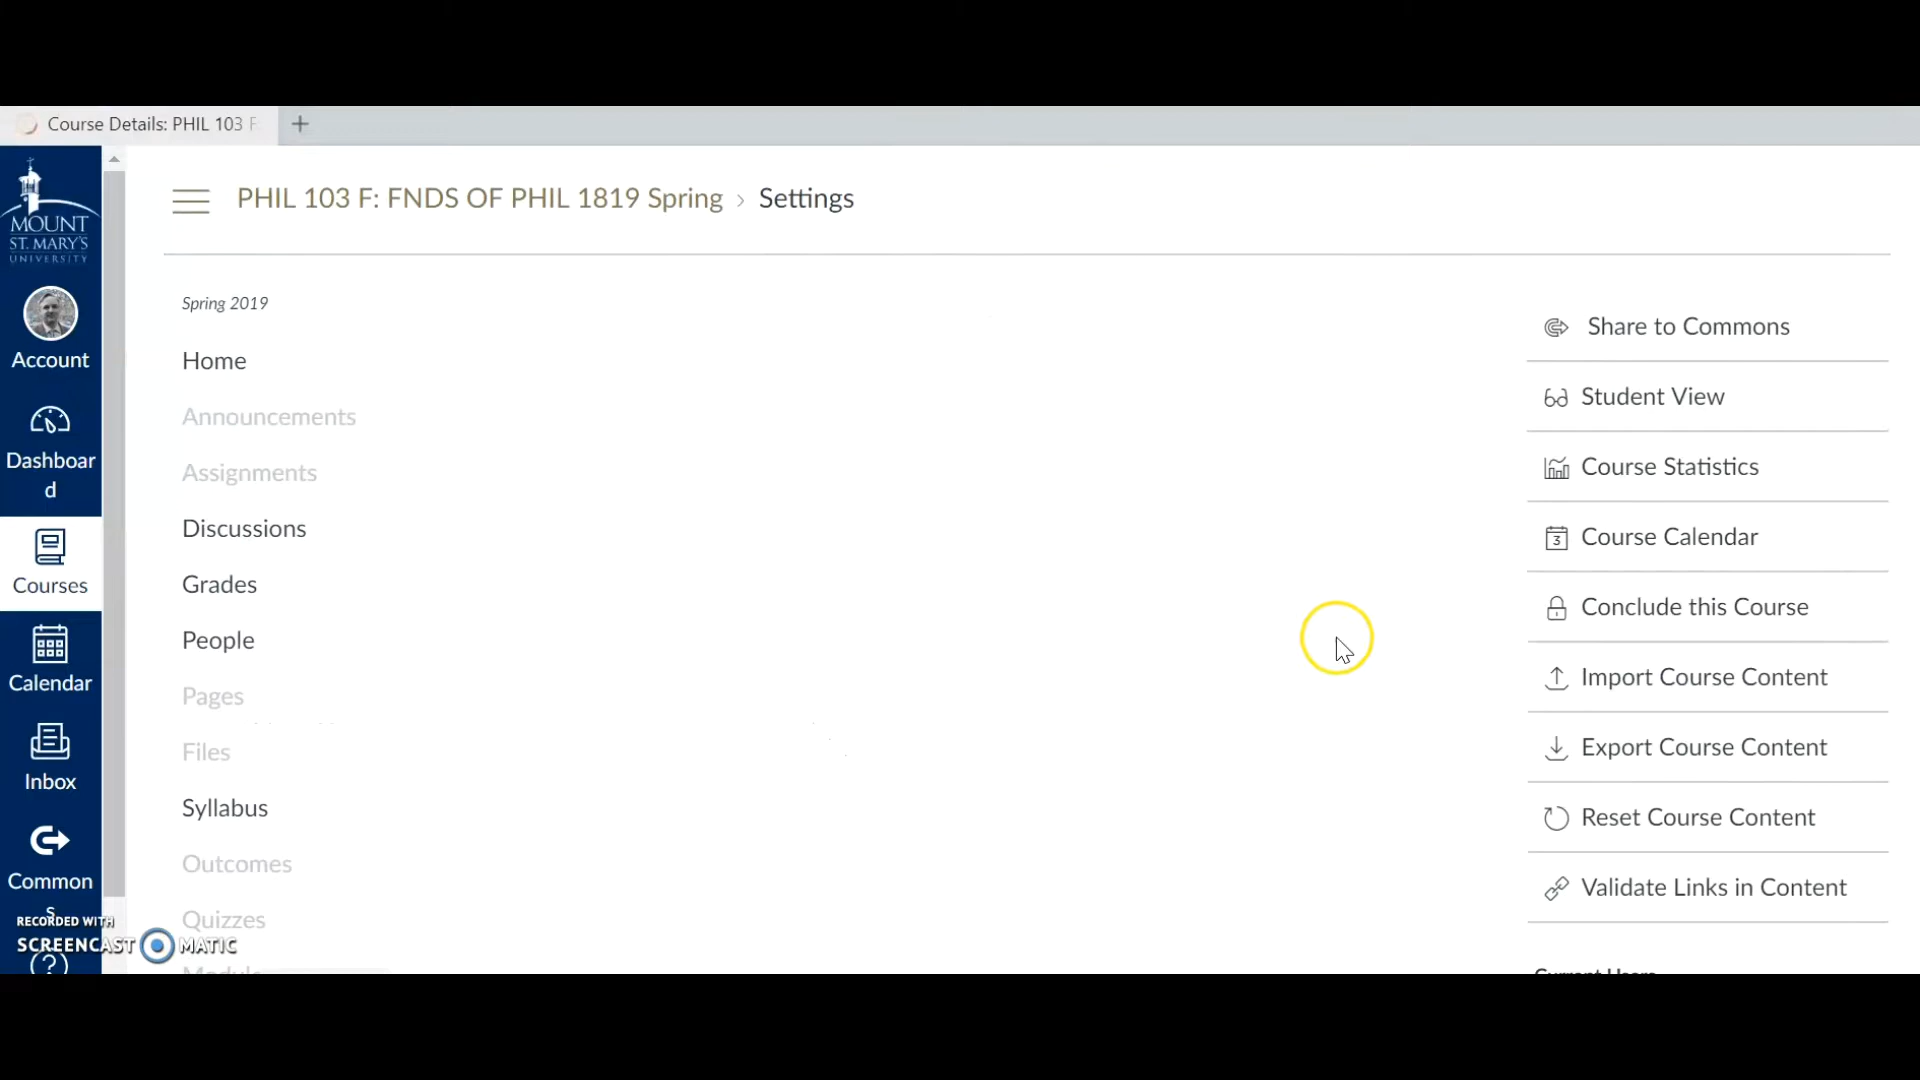 Course Details: PHIL 103 F
MOUNT
ST. MARY'S
UNIVERSITY
Account
Dashboar
d
Courses
Calendar
Inbox
Common
s
RECORDED WITH
SCREENCAST MATIC
PHIL 103 F: FNDS OF PHIL 1819 Spring › Settings
Spring 2019
Home
Announcements
Assignments
Discussions
Grades
People
Pages
Files
Syllabus
Outcomes
Quizzes
Share to Commons
Student View
Course Statistics
3 Course Calendar
Conclude this Course
Import Course Content
Export Course Content
Reset Course Content
Validate Links in Content
Current Users